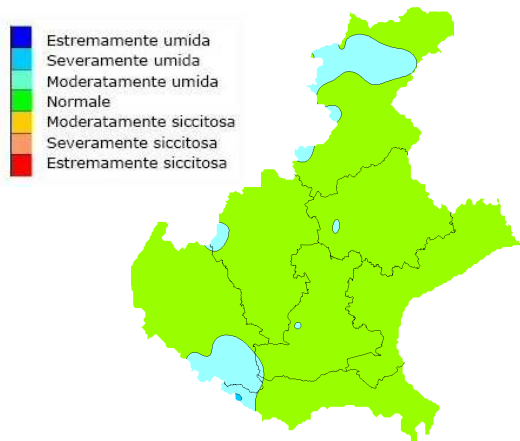 Estremamente umida
Severamente umida
Moderatamente umida
Normale
Moderatamente siccitosa
Severamente siccitosa
Estremamente siccitosa